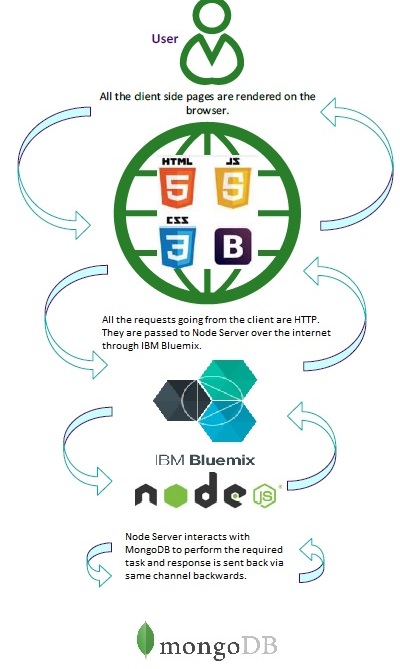 User
All the client side pages are rendered on the
browser.
HTML JS
5 5
CSS
3 B
All the requests going from the client are HTTP.
They are passed to Node Server over the internet
through IBM Bluemix.
IBM Bluemix
node JS
Node Server interacts with
MongoDB to perform the required
task and response is sent back via
same channel backwards.
mongoDB